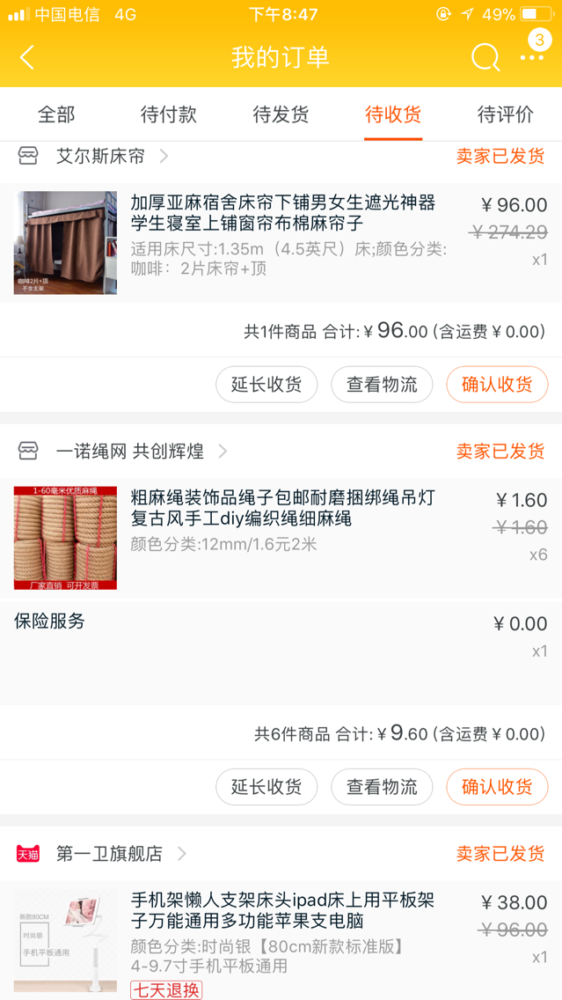 中国电信 4G 下午8:47 49%
我的订单 3
全部 待付款 待发货 待收货 待评价
艾尔斯床帘 卖家已发货
加厚亚麻宿舍床帘下铺男女生遮光神器 ¥ 96.00
学生寝室上铺窗帘布棉麻帘子 ¥ 274.29
适用床尺寸:1.35m（4.5英尺）床;颜色分类: x1
咖啡：2片床帘+顶
咖啡2片+顶
不含支架
共1件商品 合计:¥ 96.00 (含运费 ¥ 0.00)
延长收货 查看物流 确认收货
一诺绳网 共创辉煌 卖家已发货
1-60毫米优质麻绳
粗麻绳装饰品绳子包邮耐磨捆绑绳吊灯 ¥ 1.60
复古风手工diy编织绳细麻绳 ¥ 1.60
颜色分类:12mm/1.6元2米 x6
厂家直销 可开发票
保险服务 ¥ 0.00
x1
共6件商品 合计:¥ 9.60 (含运费 ¥ 0.00)
延长收货 查看物流 确认收货
天猫 第一卫旗舰店 卖家已发货
手机架懒人支架床头ipad床上用平板架 ¥ 38.00
子万能通用多功能苹果支电脑 ¥ 96.00
颜色分类:时尚银【80cm新款标准版】 x1
4-9.7寸手机平板通用
七天退换
新款80CM
时尚银
手机平板通用